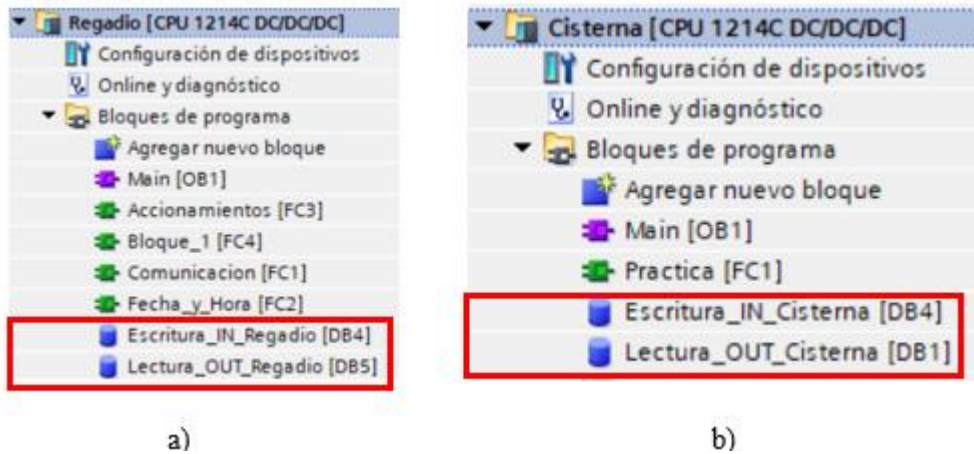 Regadio [CPU 1214C DC/DC/DC]
Configuración de dispositivos
Online y diagnóstico
Bloques de programa
Agregar nuevo bloque
Main [OB1]
Accionamientos [FC3]
Bloque_1 [FC4]
Comunicacion [FC1]
Fecha_y_Hora [FC2]
Escritura_IN_Regadio [DB4]
Lectura_OUT_Regadio [DB5]
a)
Cisterna [CPU 1214C DC/DC/DC]
Configuración de dispositivos
Online y diagnóstico
Bloques de programa
Agregar nuevo bloque
Main [OB1]
Practica [FC1]
Escritura_IN_Cisterna [DB4]
Lectura_OUT_Cisterna [DB1]
b)